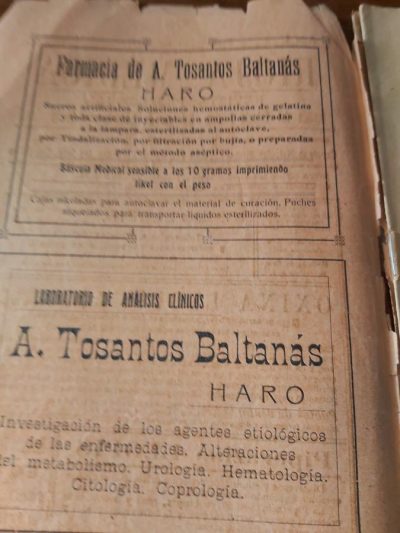 Farmacia de A. Tosantos Baltanás
HARO
Sueros artificiales Soluciones hemostáticas de gelatina
y toda clase de inyectables en ampollas cerradas
a la lámpara, esterilizadas al autoclave,
por Tindalización, por filtración por bujía, o preparadas
por el método aséptico.
Báscula Medical sensible a los 10 gramos imprimiendo
tiket con el peso
Cajas nikeladas para autoclavar el material de curación. Puches
niquelados para transportar líquidos esterilizados.
LABORATORIO DE ANÁLISIS CLÍNICOS
A. Tosantos Baltanás
HARO
Investigación de los agentes etiológicos
de las enfermedades. Alteraciones
del metabolismo. Urología. Hematología.
Citología. Coprología.